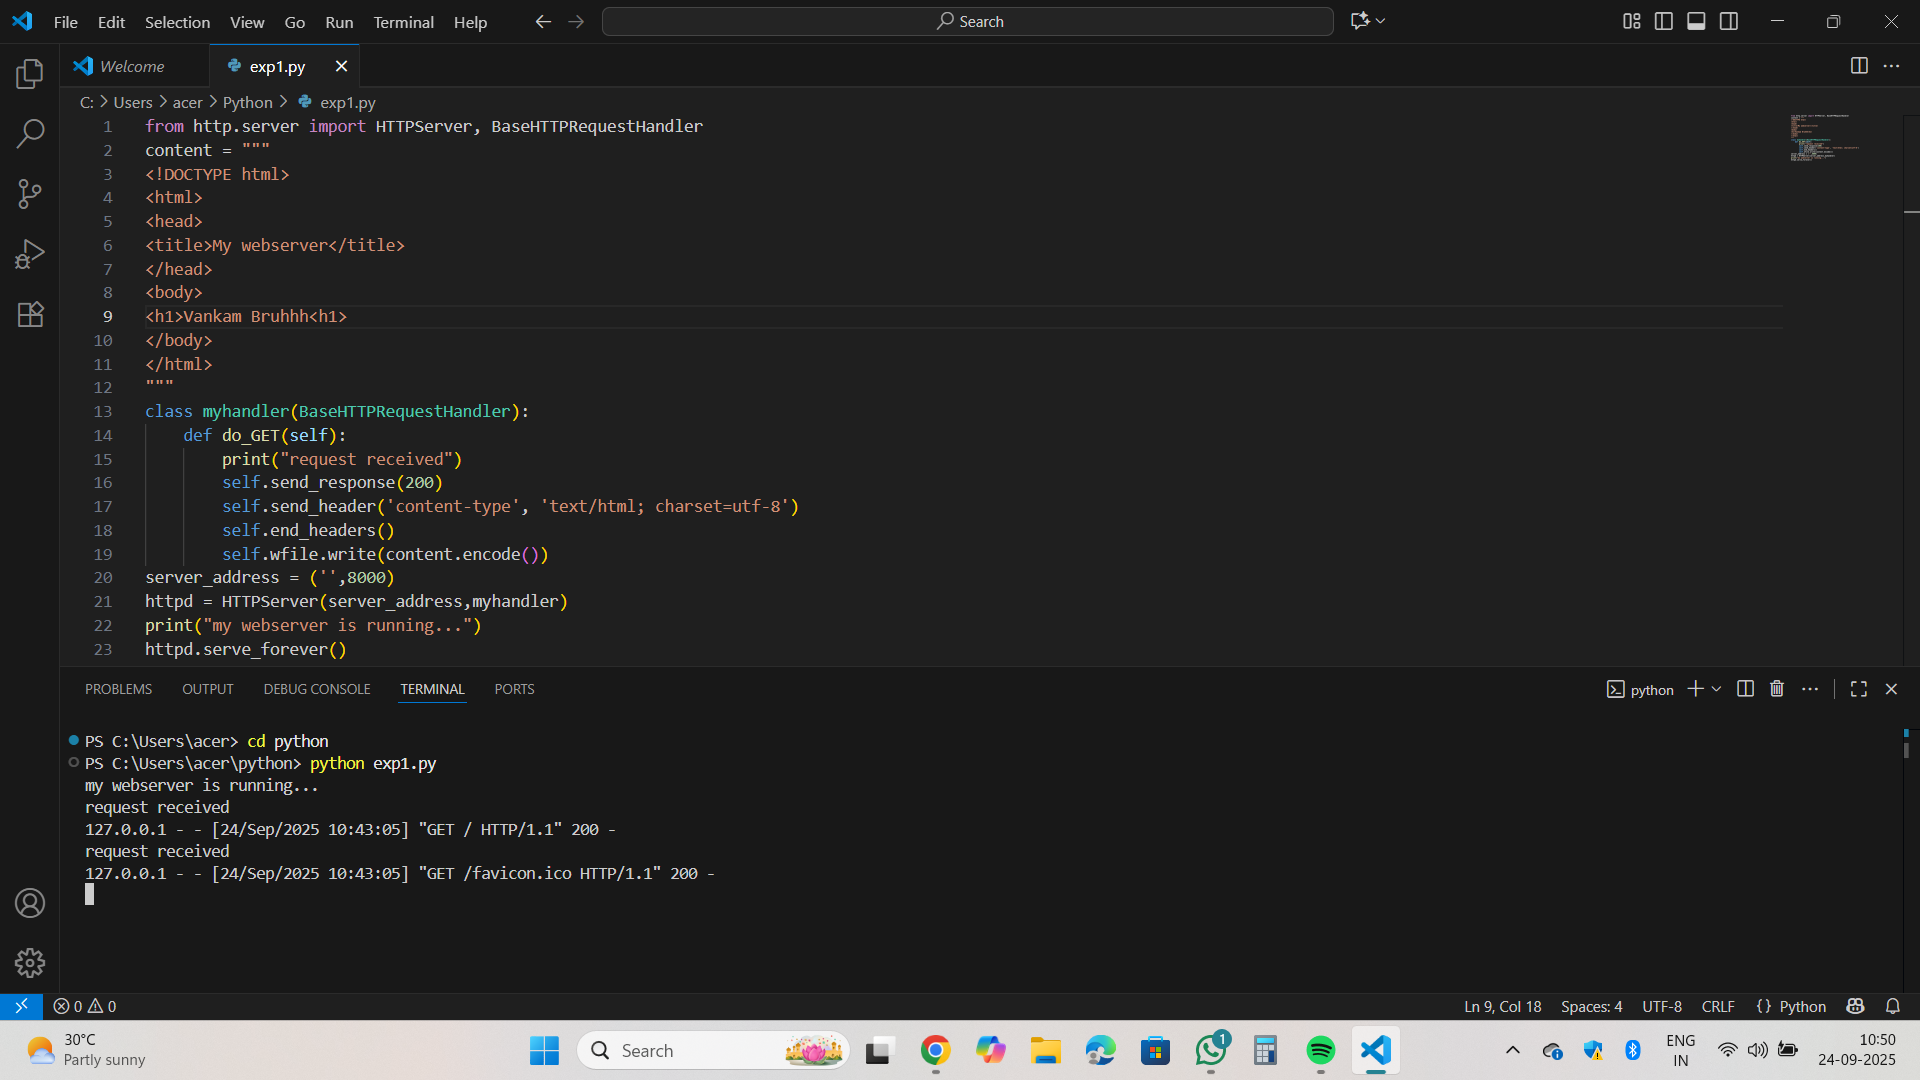 File Edit Selection View Go Run Terminal Help
Search
Welcome
exp1.py
C: > Users > acer > Python > exp1.py
1 from http.server import HTTPServer, BaseHTTPRequestHandler
2 content = """
3 <!DOCTYPE html>
4 <html>
5 <head>
6 <title>My webserver</title>
7 </head>
8 <body>
9 <h1>Vankam Bruhhh<h1>
10 </body>
11 </html>
12 """
13 class myhandler(BaseHTTPRequestHandler):
14 def do_GET(self):
15 print("request received")
16 self.send_response(200)
17 self.send_header('content-type', 'text/html; charset=utf-8')
18 self.end_headers()
19 self.wfile.write(content.encode())
20 server_address = ('',8000)
21 httpd = HTTPServer(server_address,myhandler)
22 print("my webserver is running...")
23 httpd.serve_forever()
PROBLEMS OUTPUT DEBUG CONSOLE TERMINAL PORTS
python
PS C:\Users\acer> cd python
PS C:\Users\acer\python> python exp1.py
my webserver is running...
request received
127.0.0.1 - - [24/Sep/2025 10:43:05] "GET / HTTP/1.1" 200 -
request received
127.0.0.1 - - [24/Sep/2025 10:43:05] "GET /favicon.ico HTTP/1.1" 200 -
0 0
Ln 9, Col 18 Spaces: 4 UTF-8 CRLF {} Python
30°C
Partly sunny
Search
1
ENG
IN
10:50
24-09-2025